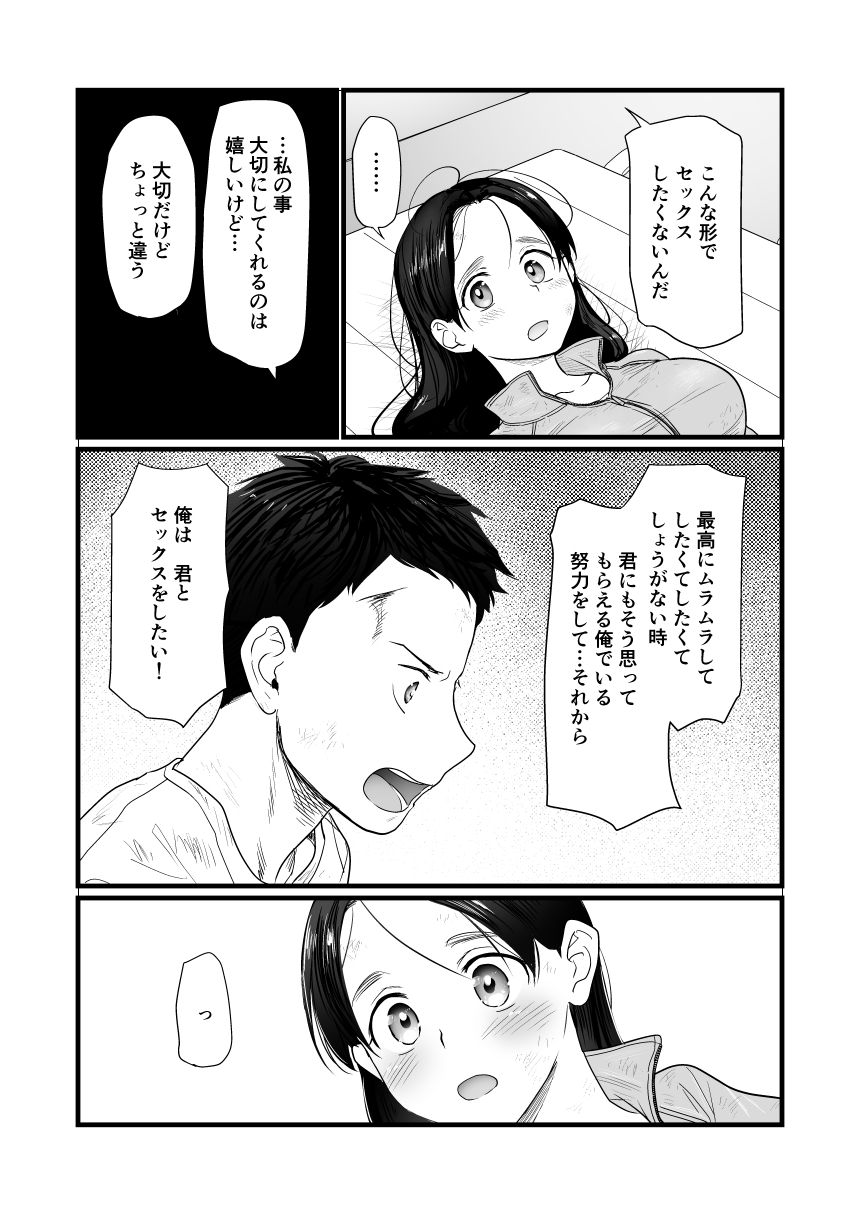 こんな形で
セックス
したくないんだ
……
…私の事
大切にしてくれるのは
嬉しいけど…
大切だけど
ちょっと違う
最高にムラムラして
したくてしたくて
しょうがない時
君にもそう思って
もらえる俺でいる
努力をして…それから
俺は 君と
セックスをしたい！
っ